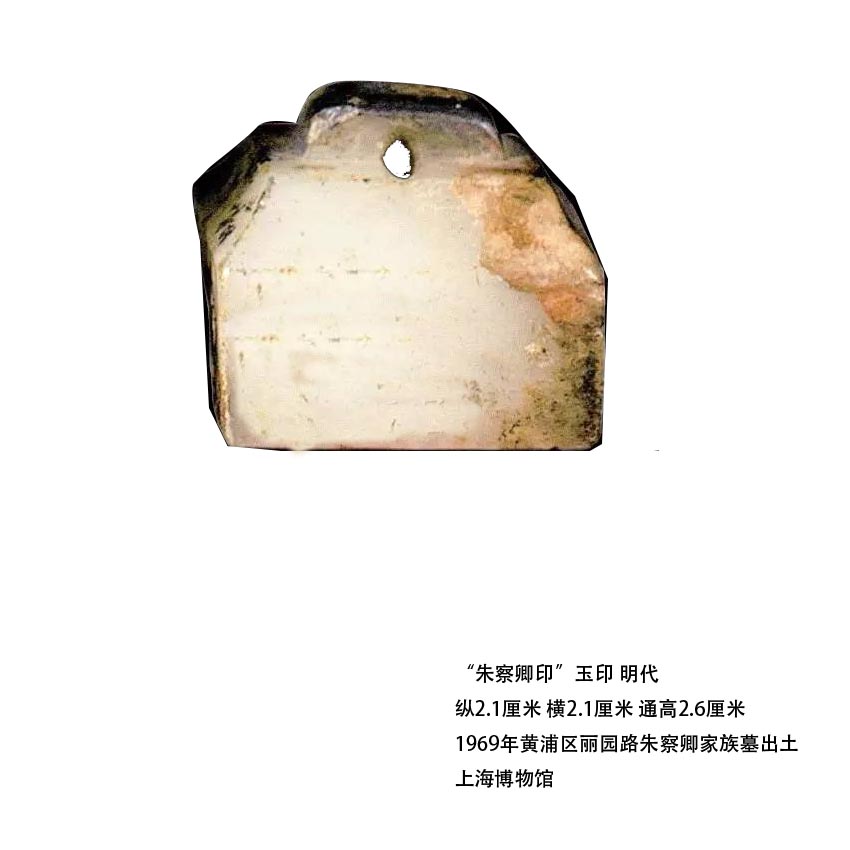 “朱察卿印”玉印 明代
纵2.1厘米 横2.1厘米 通高2.6厘米
1969年黄浦区丽园路朱察卿家族墓出土
上海博物馆